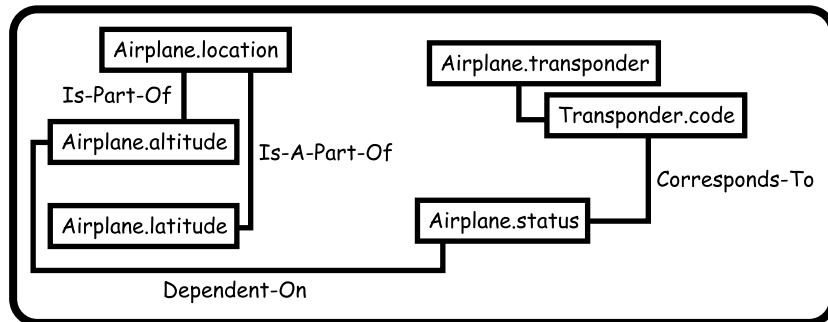 Airplane.location
Airplane.transponder
Is-Part-Of
Transponder.code
Airplane.altitude
Is-A-Part-Of
Corresponds-To
Airplane.latitude
Airplane.status
Dependent-On